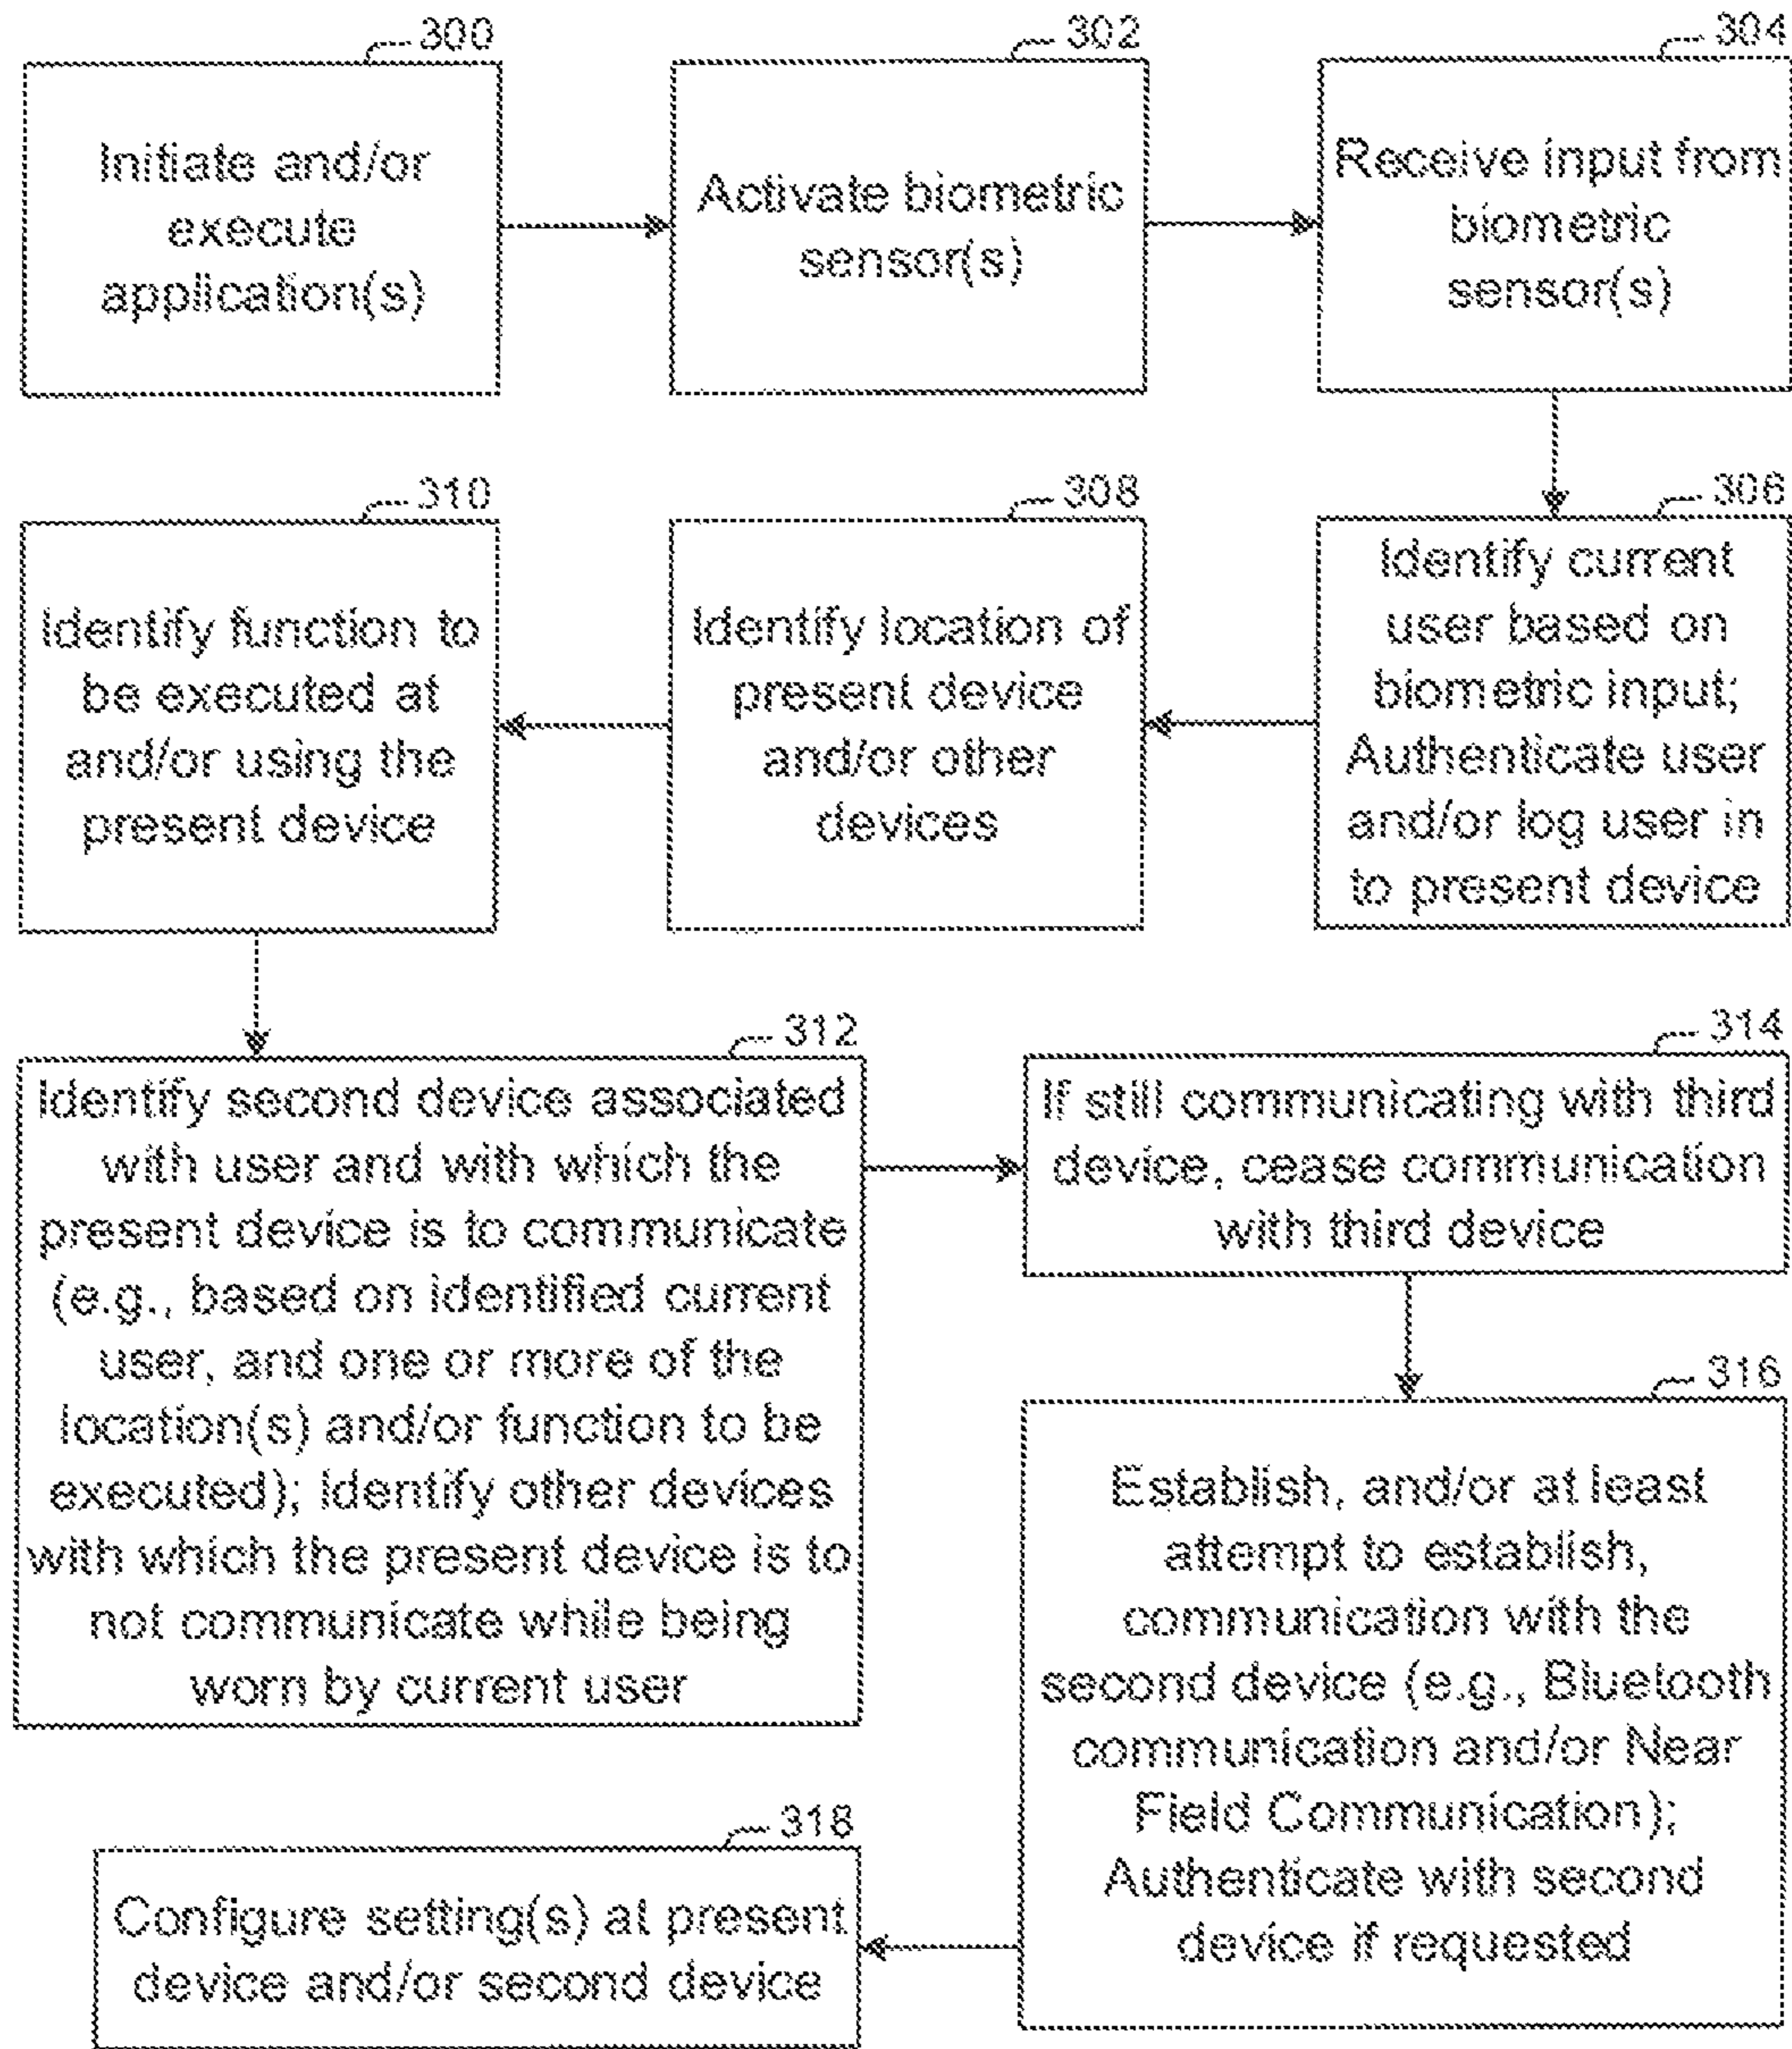 300
Initiate and/or
execute
application(s)
302
Activate biometric
sensor(s)
304
Receive input from
biometric
sensor(s)
306
Identify current
user based on
biometric input;
Authenticate user
and/or log user in
to present device
308
Identify location of
present device
and/or other
devices
310
Identify function to
be executed at
and/or using the
present device
312
Identify second device associated
with user and with which the
present device is to communicate
(e.g., based on identified current
user, and one or more of the
location(s) and/or function to be
executed); Identify other devices
with which the present device is to
not communicate while being
worn by current user
314
If still communicating with third
device, cease communication
with third device
316
Establish, and/or at least
attempt to establish,
communication with the
second device (e.g., Bluetooth
communication and/or Near
Field Communication);
Authenticate with second
device if requested
318
Configure setting(s) at present
device and/or second device